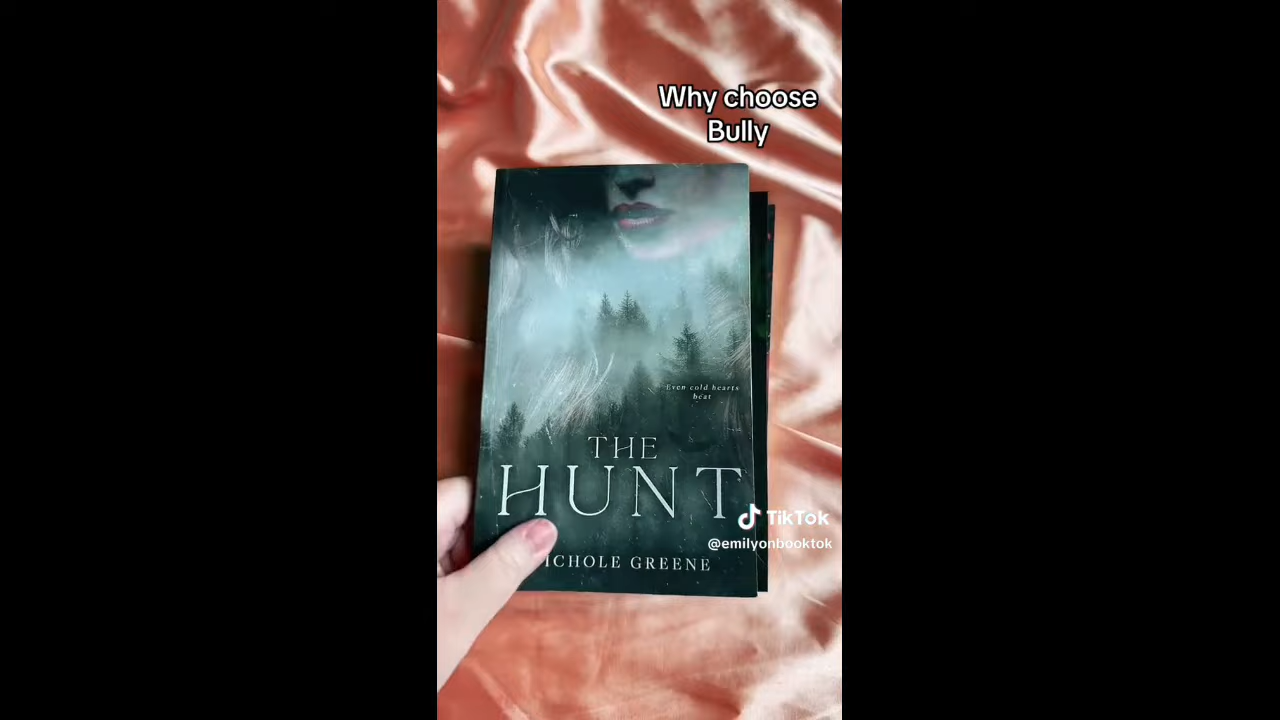 Why choose
Bully
Even cold hearts
beat
THE
HUNT
TikTok
@emilyonbooktok
ICHOLE GREENE